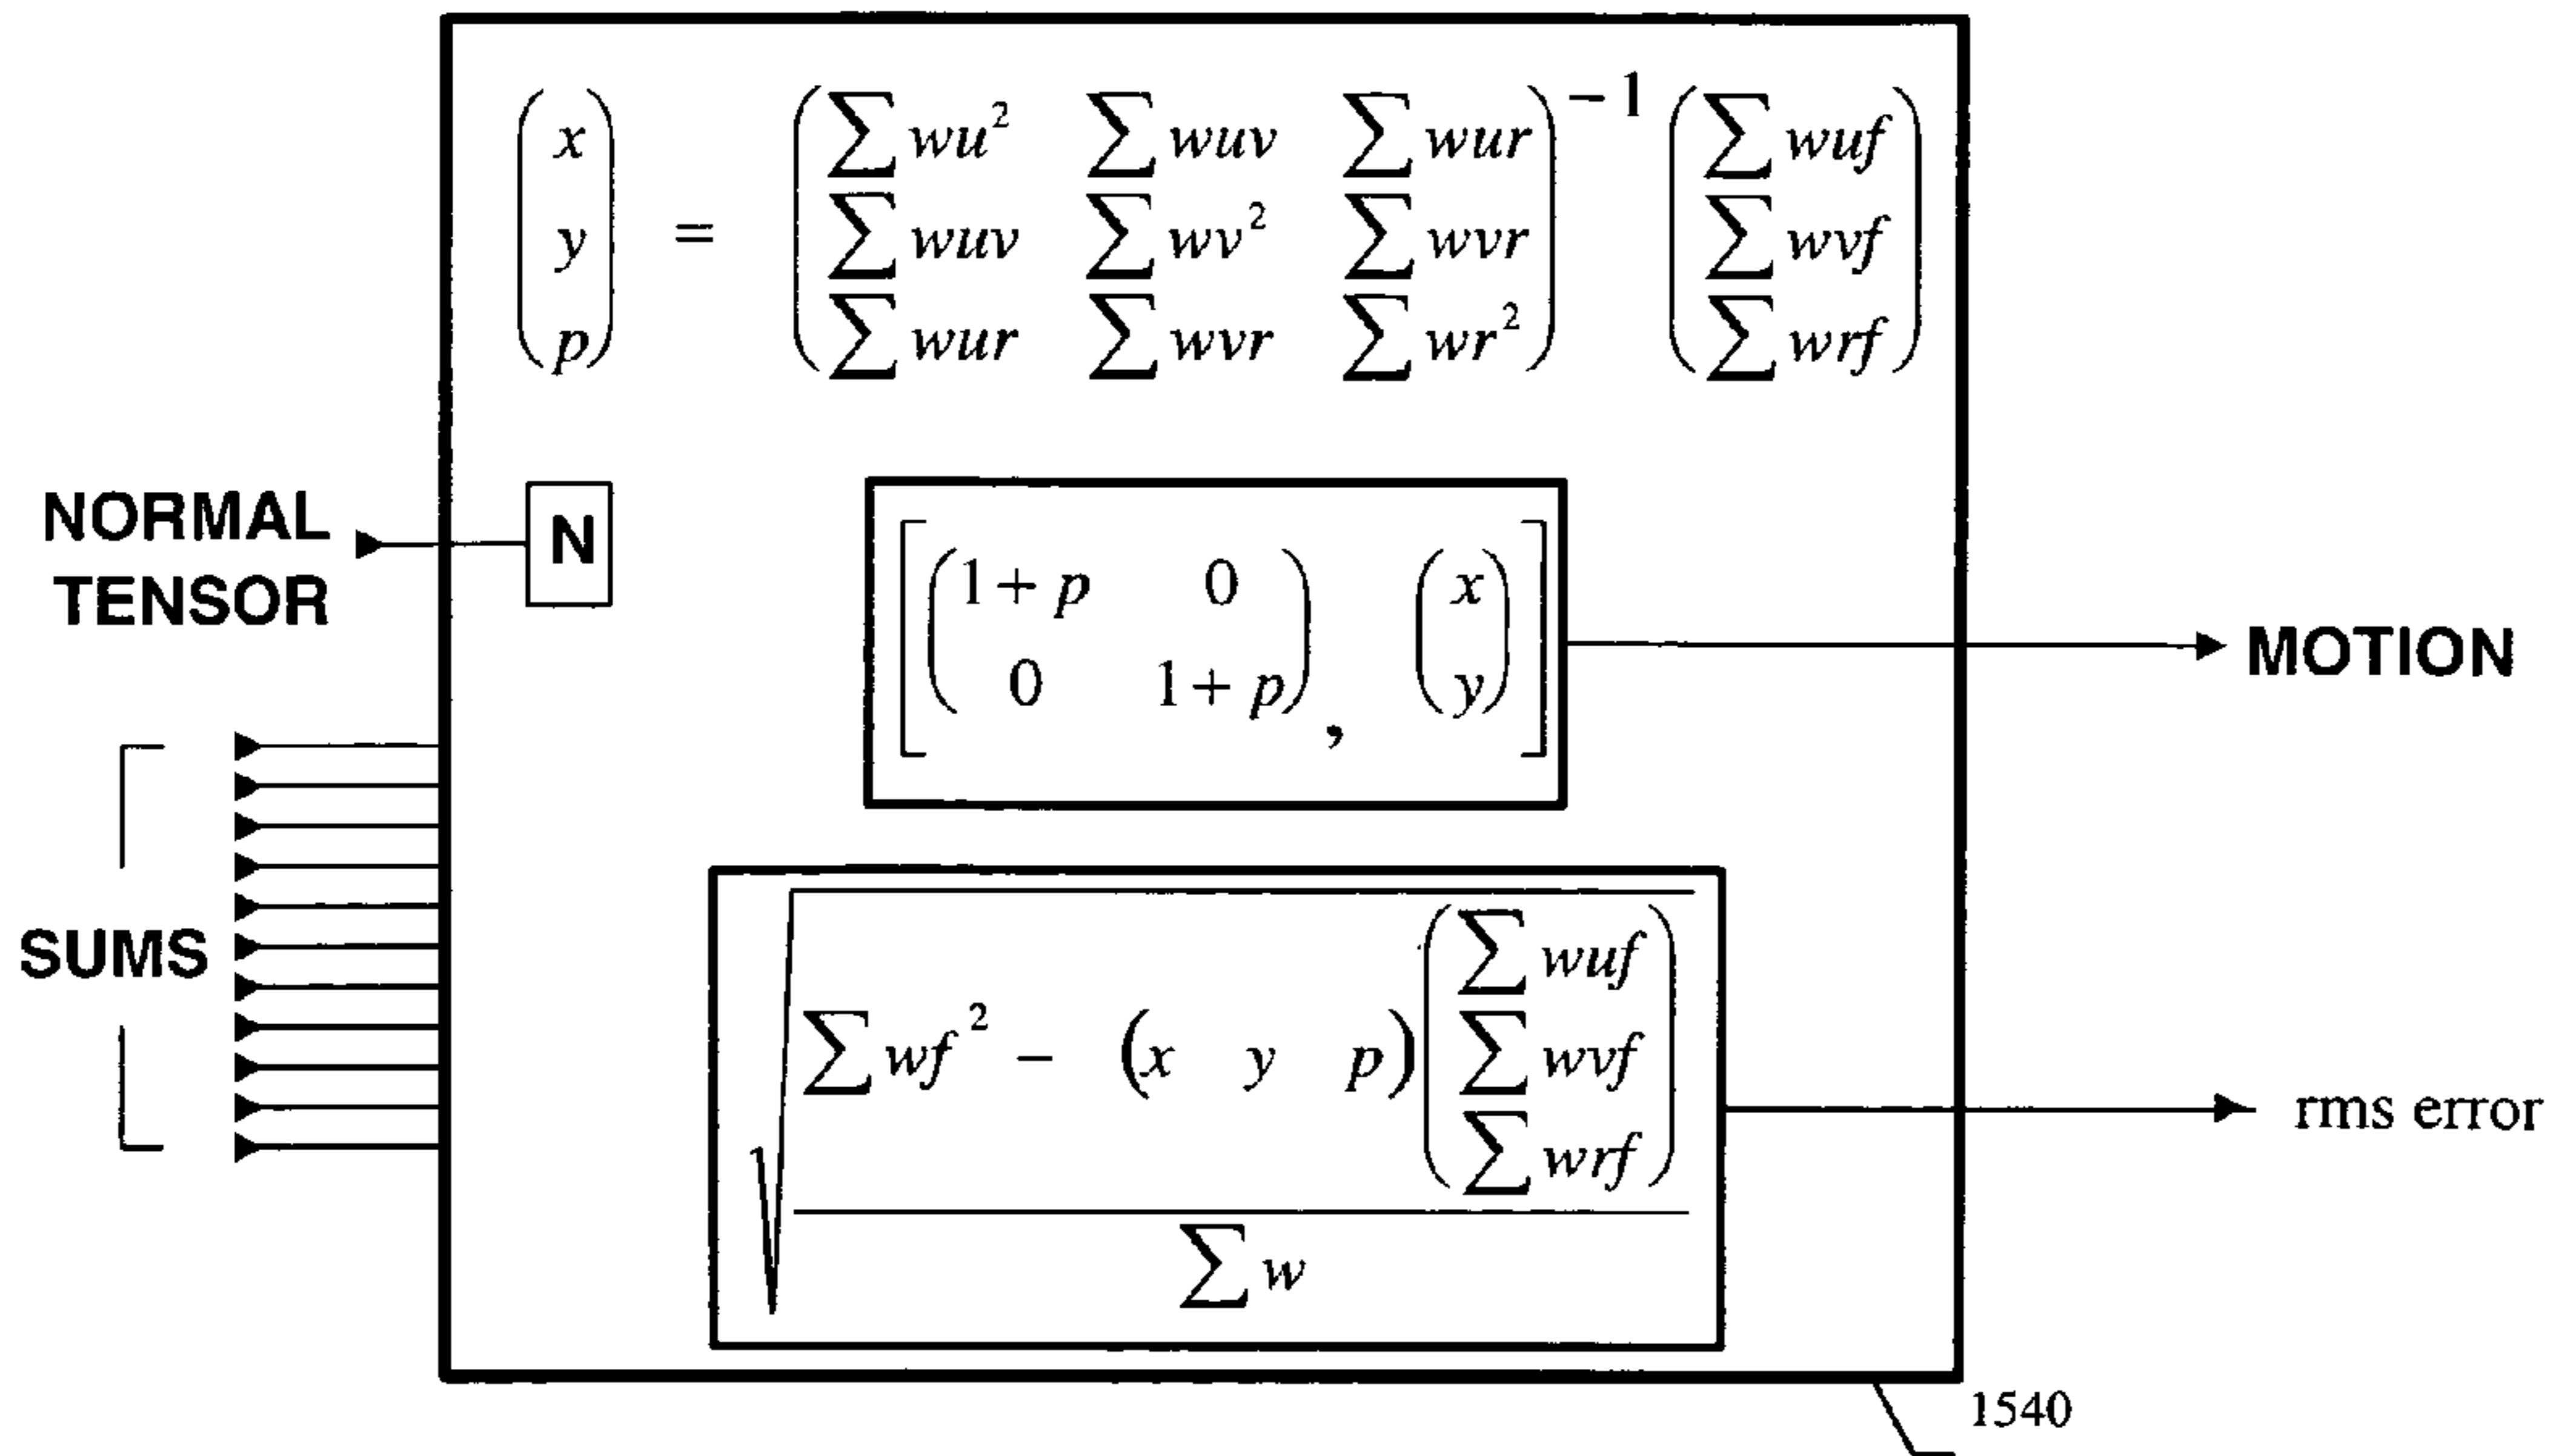 (x y p) = (∑wu² ∑wuv ∑wur
∑wuv ∑wv² ∑wvr
∑wur ∑wvr ∑wr²)⁻¹ (∑wuf ∑wvf ∑wrf)
NORMAL
TENSOR
N
[(1 + p 0
0 1 + p), (x y)]
MOTION
SUMS
√ ∑wf² − (x y p) (∑wuf ∑wvf ∑wrf)
∑w
rms error
1540